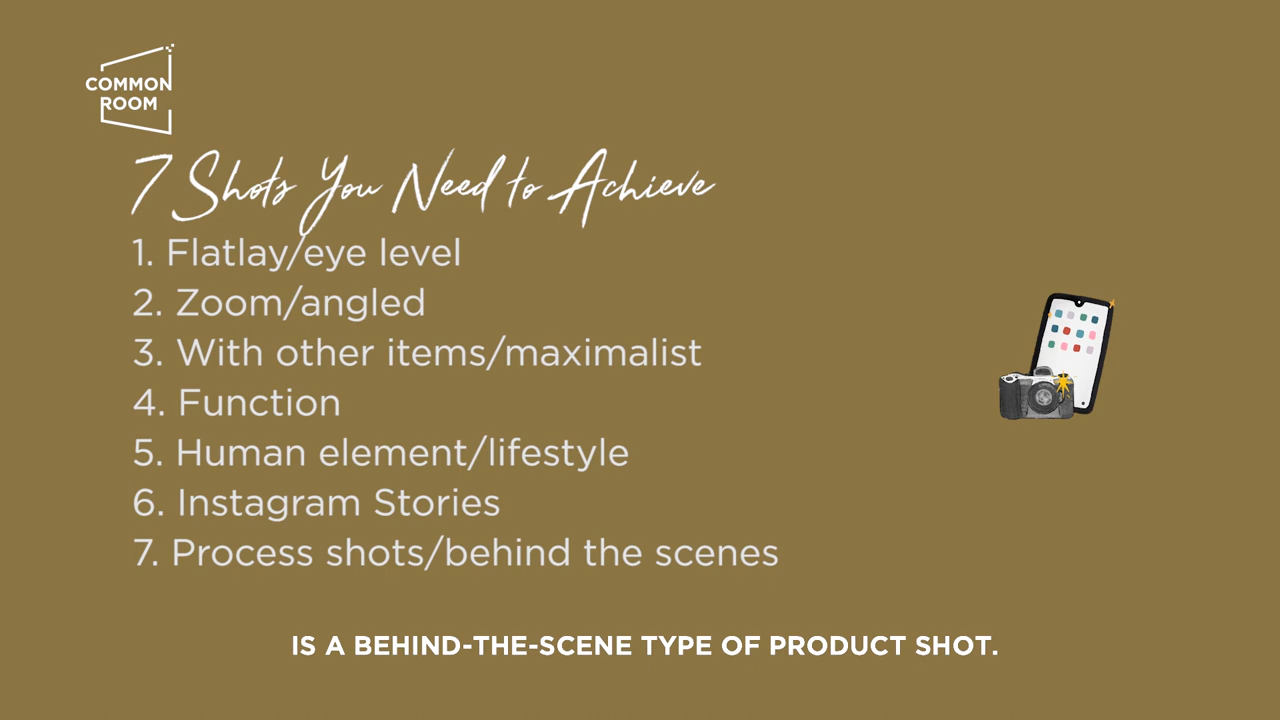 COMMON
ROOM
7 Shots You Need to Achieve
1. Flatlay/eye level
2. Zoom/angled
3. With other items/maximalist
4. Function
5. Human element/lifestyle
6. Instagram Stories
7. Process shots/behind the scenes
IS A BEHIND-THE-SCENE TYPE OF PRODUCT SHOT.